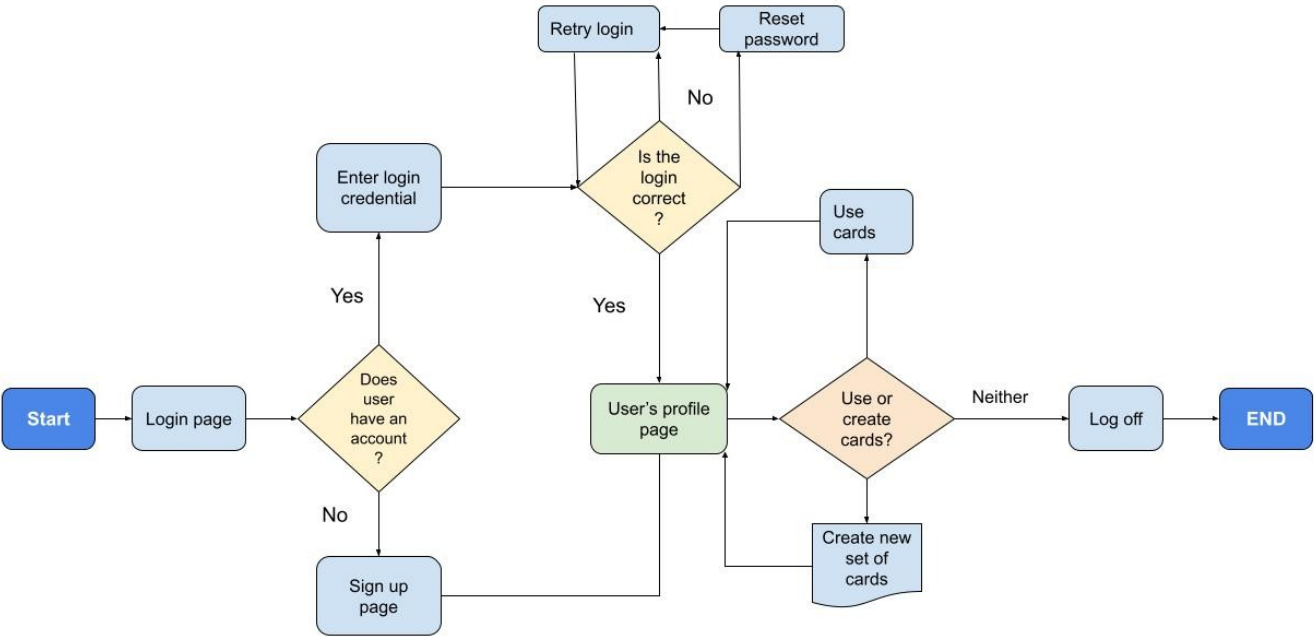 Retry login
Reset
password
No
Is the
login
correct
?
Enter login
credential
Use
cards
Yes
Yes
Does
user
have an
account
?
Start
Login page
User’s profile
page
Use or
create
cards?
Neither
Log off
END
No
Create new
set of
cards
Sign up
page